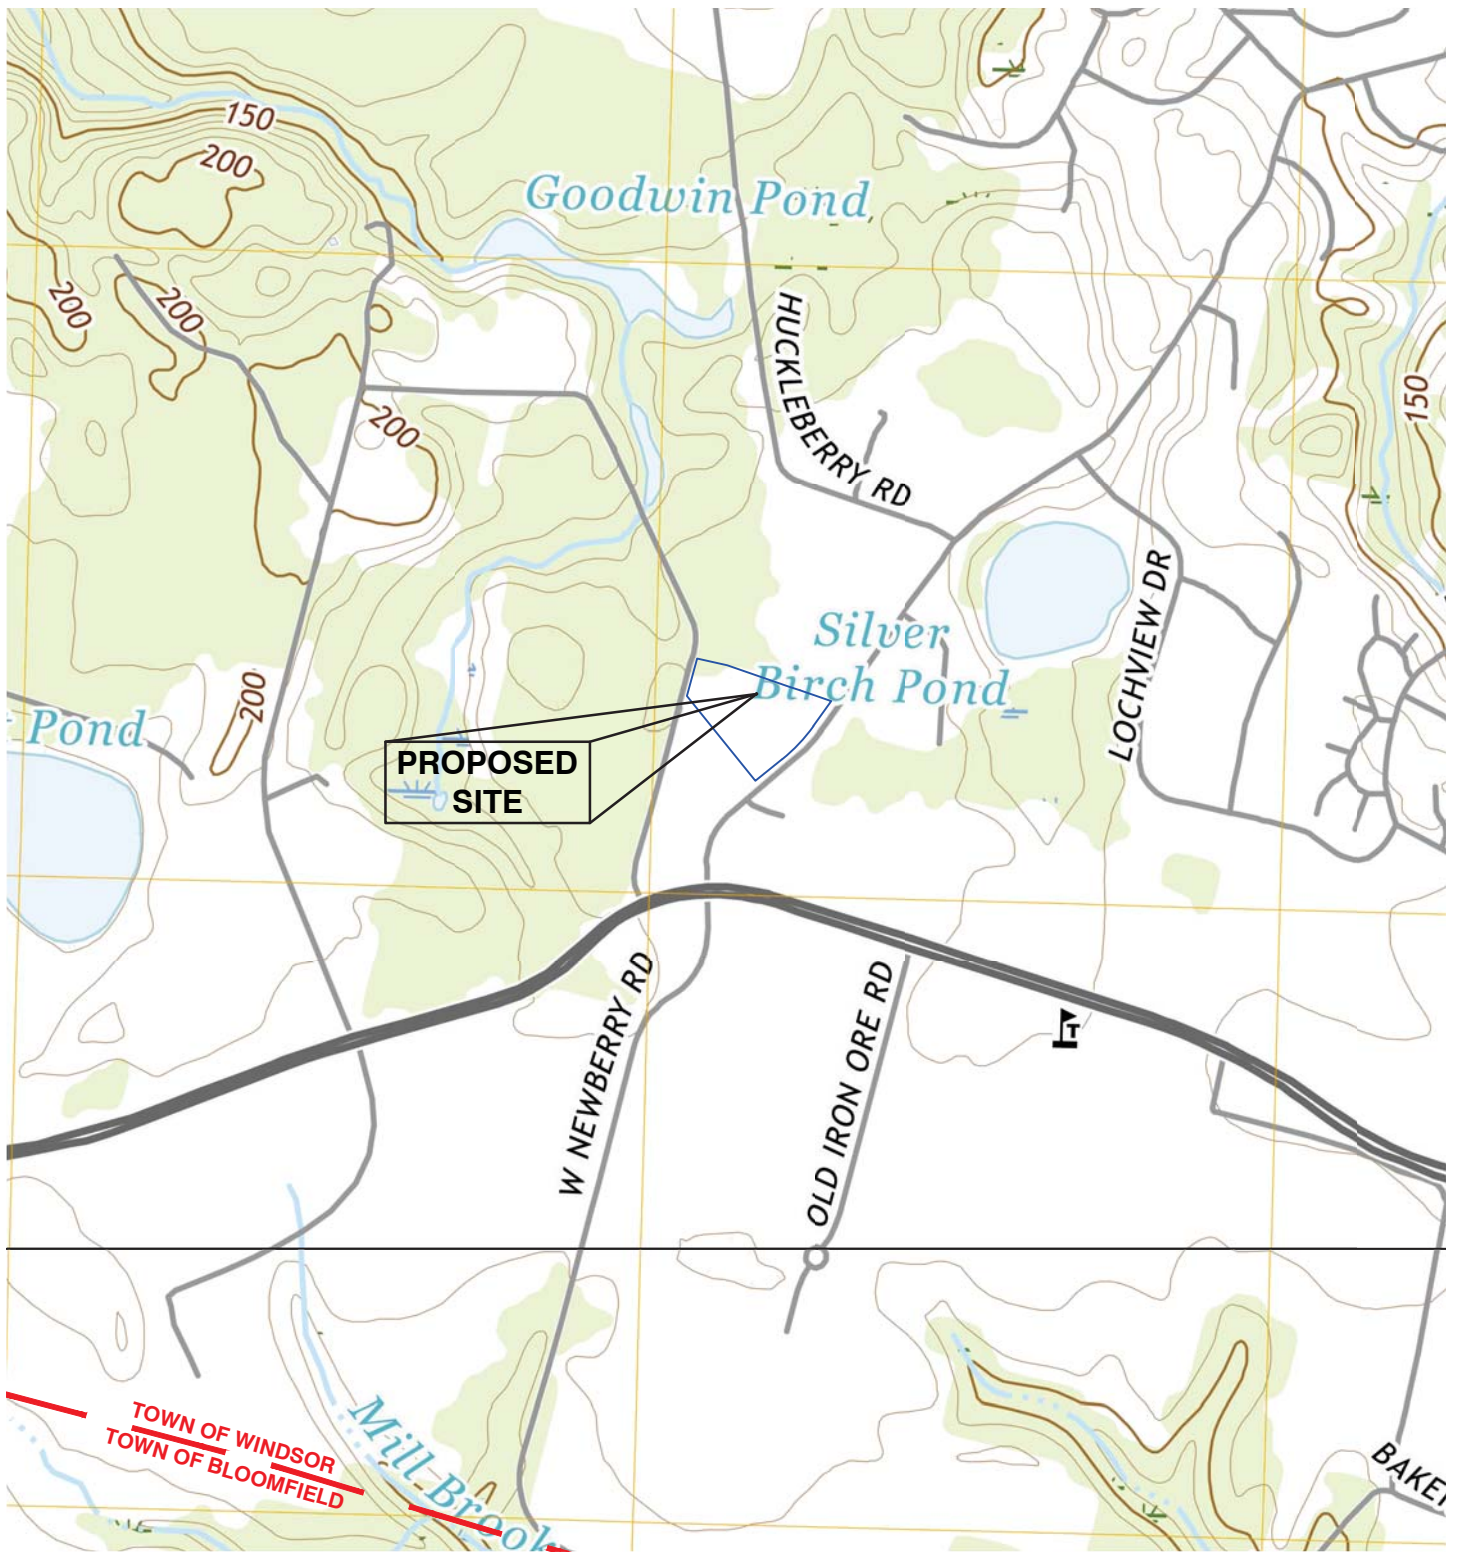 150
200
Goodwin Pond
200
200
HUCKLEBERRY RD
150
200
Silver
Birch Pond
LOCHVIEW DR
200
Pond
PROPOSED
SITE
W NEWBERRY RD
OLD IRON ORE RD
T
TOWN OF WINDSOR
TOWN OF BLOOMFIELD
Mill Brook